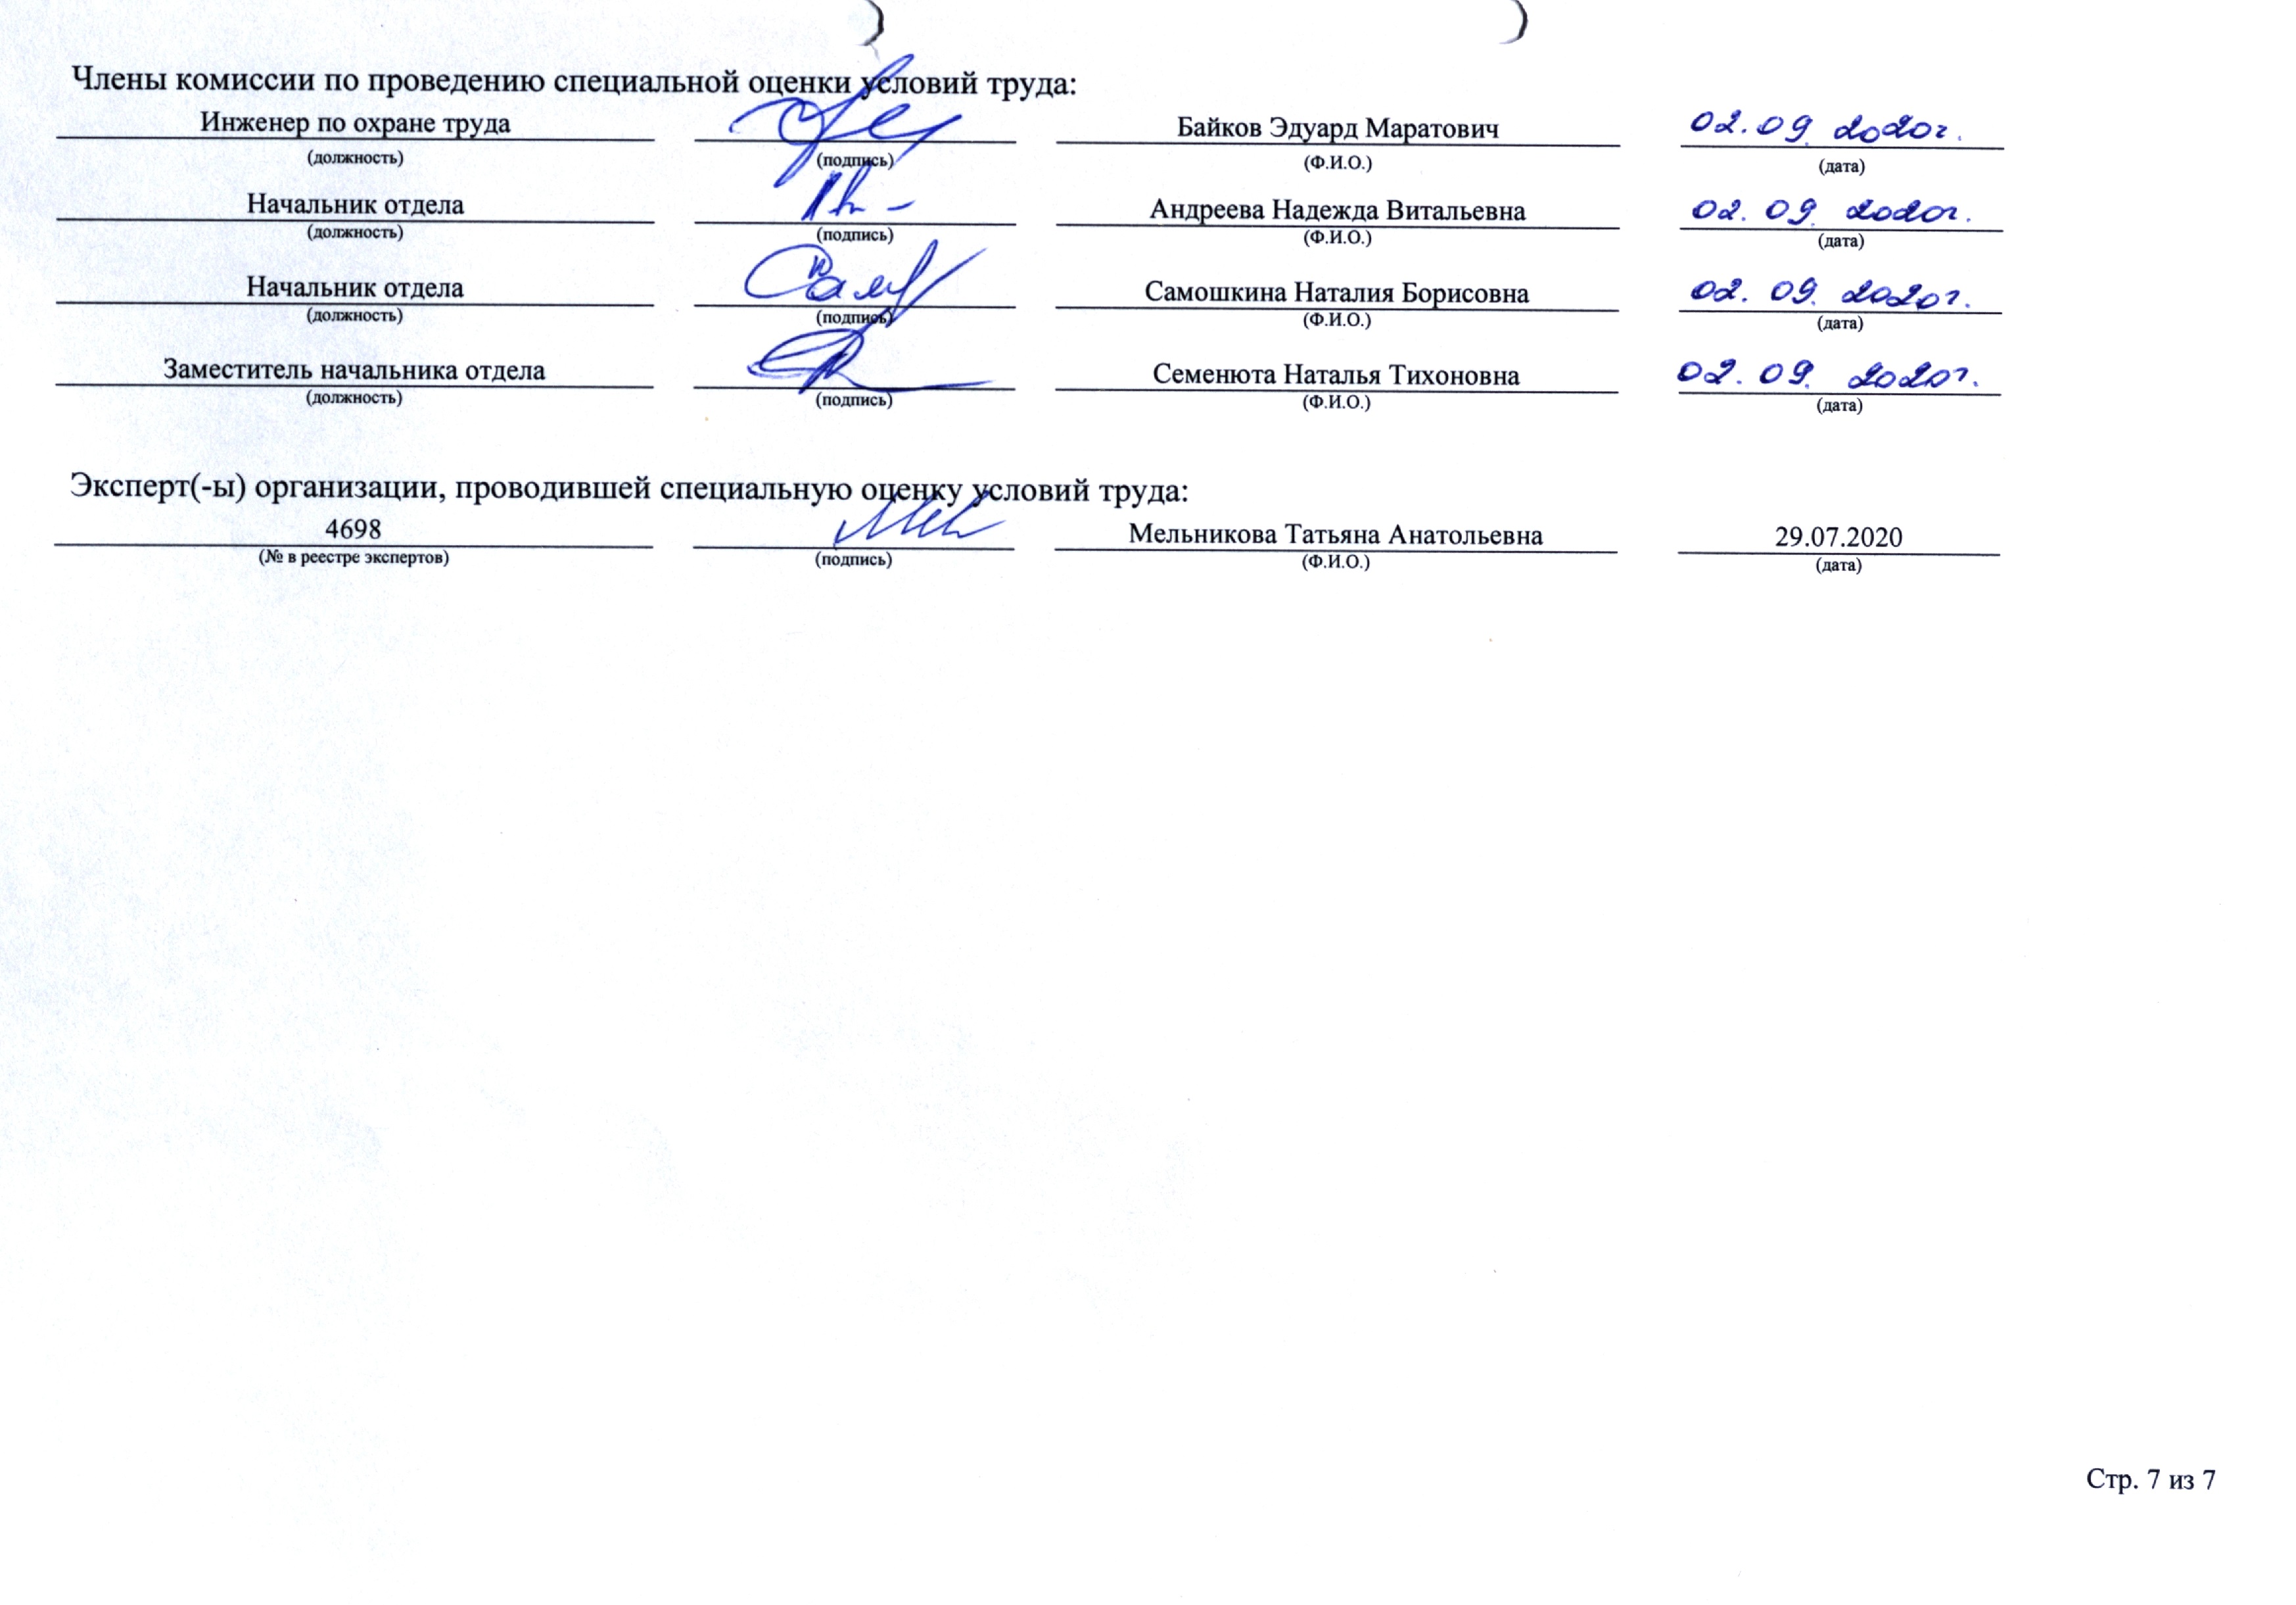 Члены комиссии по проведению специальной оценки условий труда:
Инженер по охране труда Байков Эдуард Маратович 02.09.2020г.
(должность) (подпись) (Ф.И.О.) (дата)
Начальник отдела Андреева Надежда Витальевна 02.09.2020г.
(должность) (подпись) (Ф.И.О.) (дата)
Начальник отдела Самошкина Наталия Борисовна 02.09.2020г.
(должность) (подпись) (Ф.И.О.) (дата)
Заместитель начальника отдела Семенюта Наталья Тихоновна 02.09.2020г.
(должность) (подпись) (Ф.И.О.) (дата)
Эксперт(-ы) организации, проводившей специальную оценку условий труда:
4698 Мельникова Татьяна Анатольевна 29.07.2020
(№ в реестре экспертов) (подпись) (Ф.И.О.) (дата)
Стр. 7 из 7